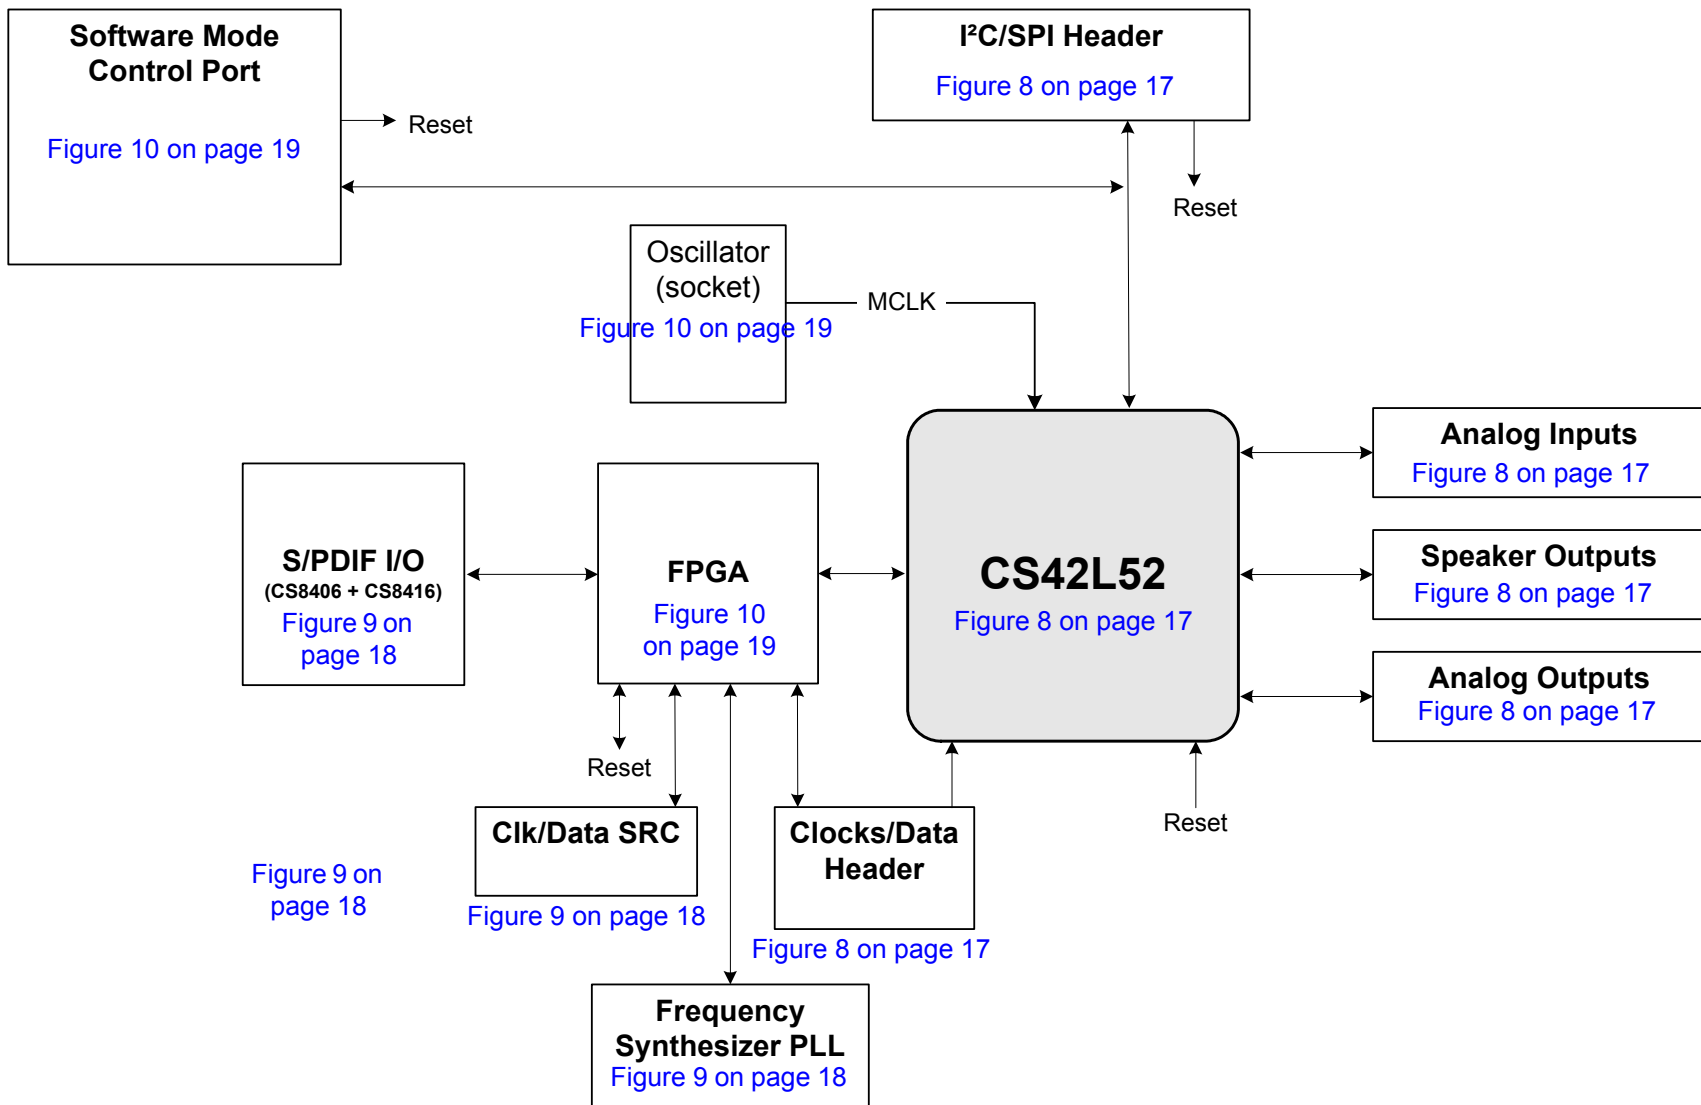 Software Mode
Control Port
Figure 10 on page 19
Reset
I²C/SPI Header
Figure 8 on page 17
Reset
Oscillator
(socket)
Figure 10 on page 19
MCLK
S/PDIF I/O
(CS8406 + CS8416)
Figure 9 on
page 18
FPGA
Figure 10
on page 19
CS42L52
Figure 8 on page 17
Analog Inputs
Figure 8 on page 17
Speaker Outputs
Figure 8 on page 17
Analog Outputs
Figure 8 on page 17
Reset
Clk/Data SRC
Figure 9 on page 18
Clocks/Data
Header
Figure 8 on page 17
Reset
Figure 9 on
page 18
Frequency
Synthesizer PLL
Figure 9 on page 18